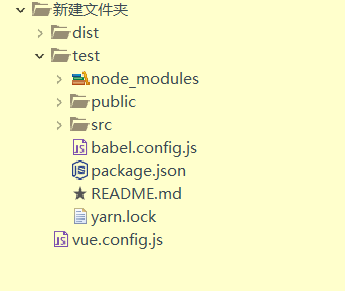 新建文件夹
dist
test
node_modules
public
src
babel.config.js
package.json
README.md
yarn.lock
vue.config.js